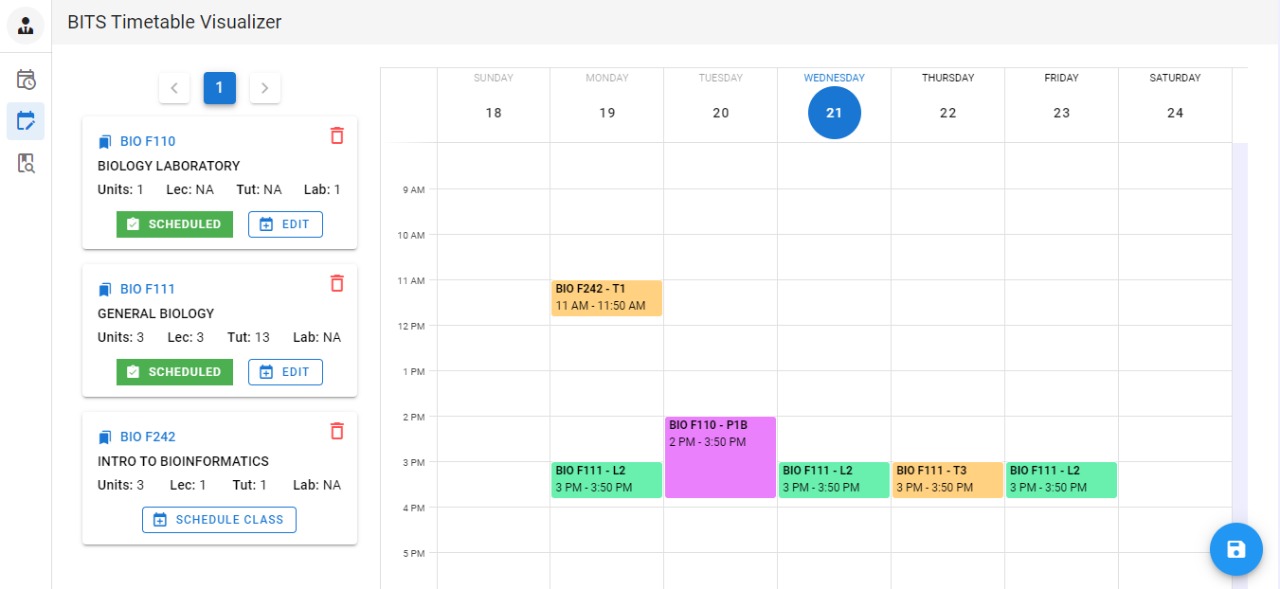 BITS Timetable Visualizer
1
BIO F110
BIOLOGY LABORATORY
Units: 1 Lec: NA Tut: NA Lab: 1
SCHEDULED EDIT
BIO F111
GENERAL BIOLOGY
Units: 3 Lec: 3 Tut: 13 Lab: NA
SCHEDULED EDIT
BIO F242
INTRO TO BIOINFORMATICS
Units: 3 Lec: 1 Tut: 1 Lab: NA
SCHEDULE CLASS
SUNDAY MONDAY TUESDAY WEDNESDAY THURSDAY FRIDAY SATURDAY
18 19 20 21 22 23 24
9 AM
10 AM
11 AM
BIO F242 - T1
11 AM - 11:50 AM
12 PM
1 PM
2 PM
BIO F110 - P1B
2 PM - 3:50 PM
3 PM
BIO F111 - L2 BIO F111 - L2 BIO F111 - T3 BIO F111 - L2
3 PM - 3:50 PM 3 PM - 3:50 PM 3 PM - 3:50 PM 3 PM - 3:50 PM
4 PM
5 PM